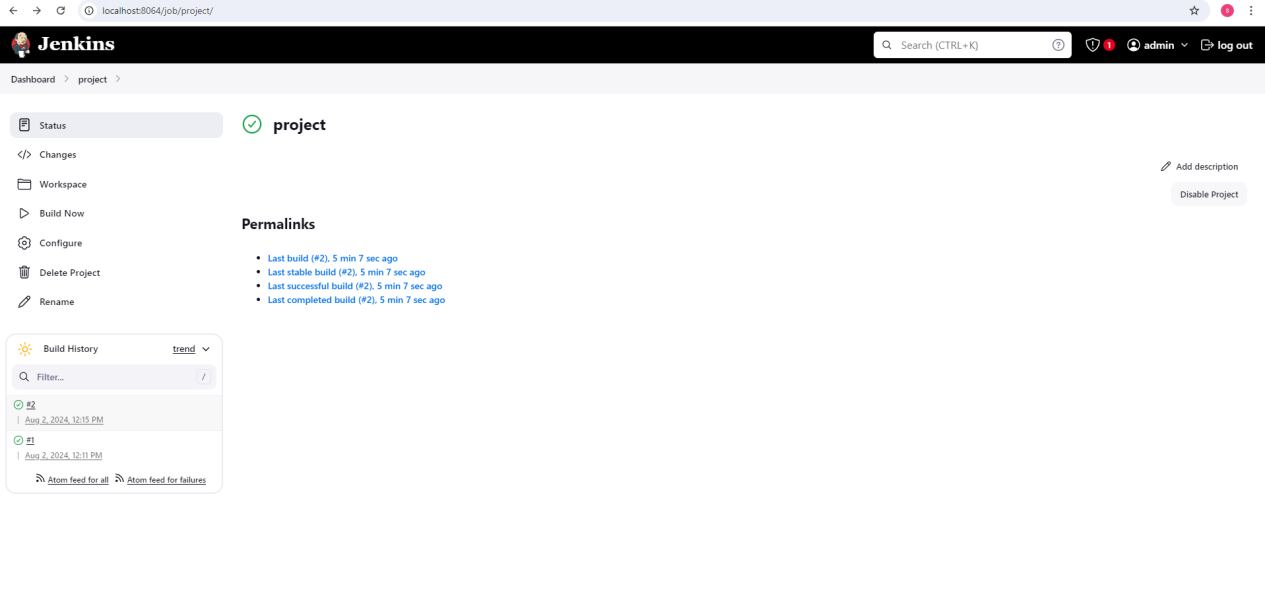 localhost:8064/job/project/
Jenkins
Search (CTRL+K)
1
admin
log out
Dashboard
project
Status
Changes
Workspace
Build Now
Configure
Delete Project
Rename
project
Add description
Disable Project
Permalinks
Last build (#2), 5 min 7 sec ago
Last stable build (#2), 5 min 7 sec ago
Last successful build (#2), 5 min 7 sec ago
Last completed build (#2), 5 min 7 sec ago
Build History trend
Filter... /
#2
Aug 2, 2024, 12:15 PM
#1
Aug 2, 2024, 12:11 PM
Atom feed for all Atom feed for failures